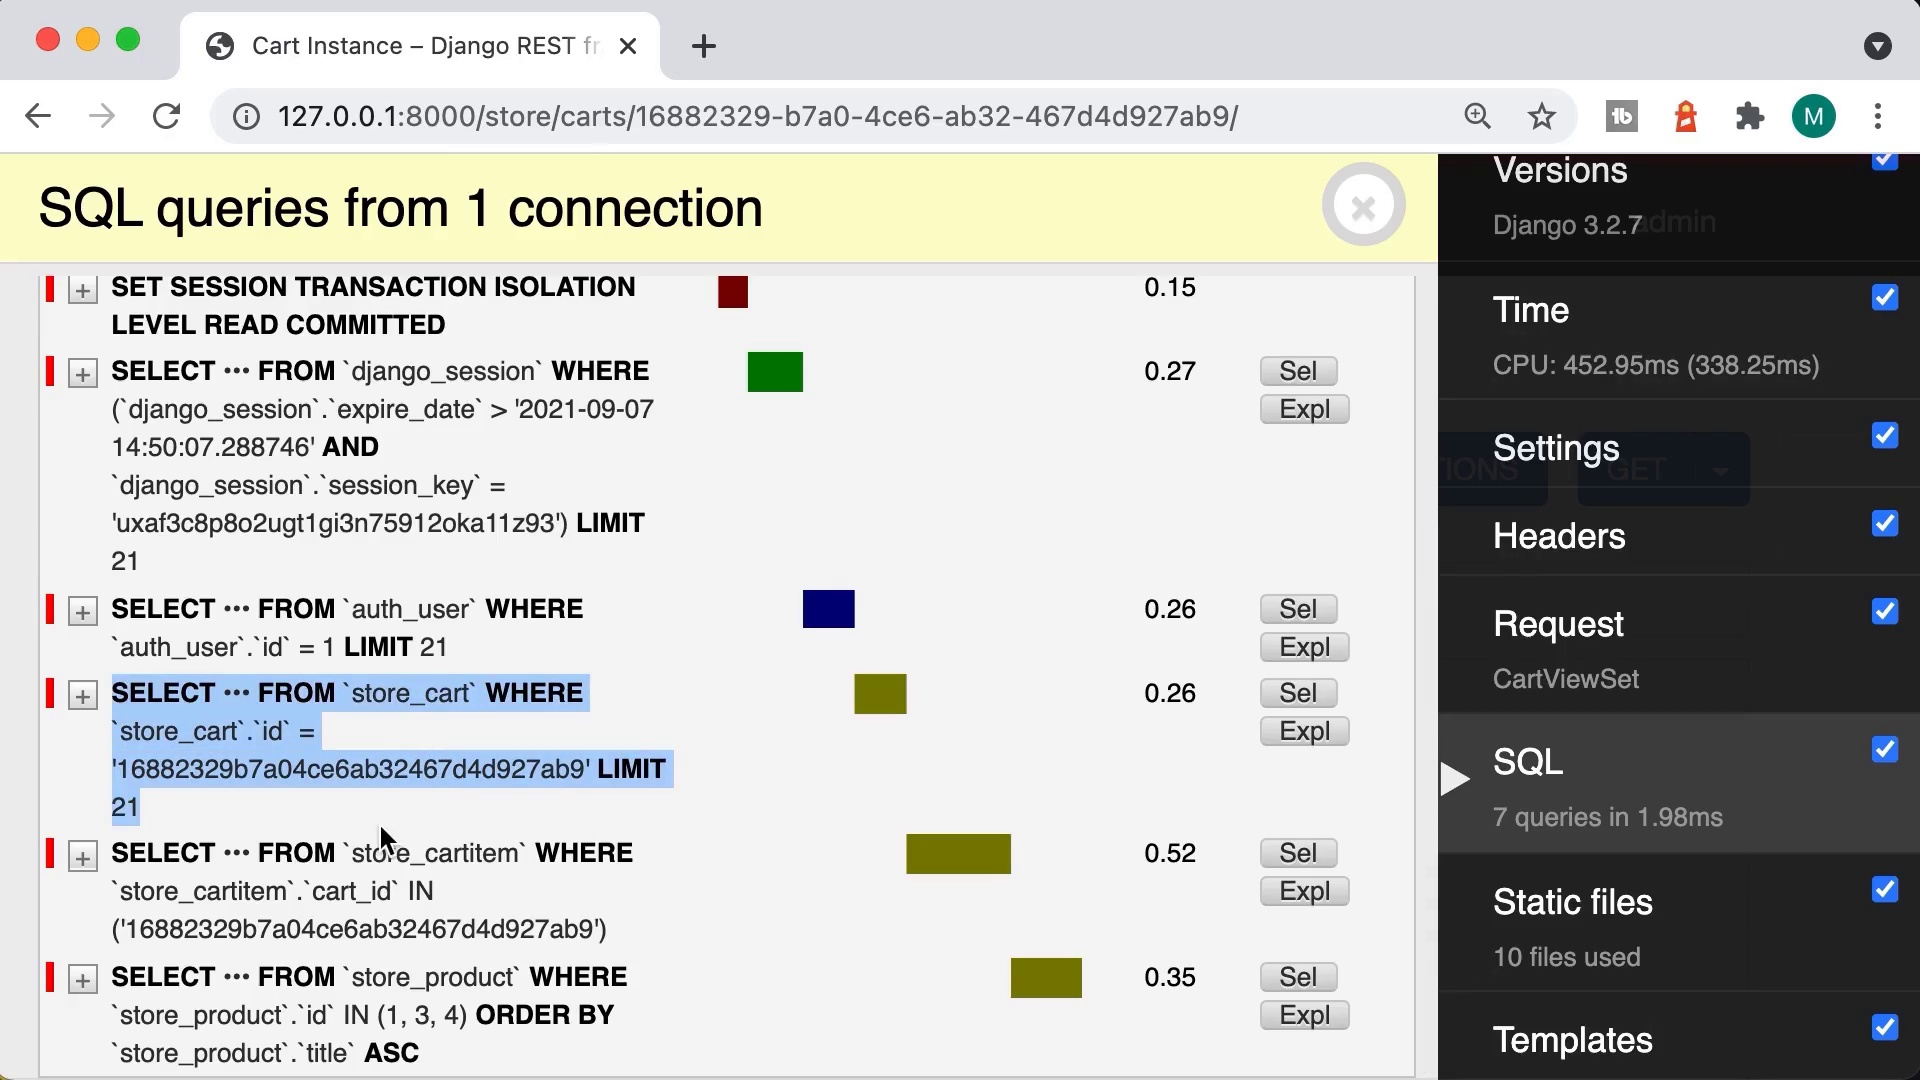 Cart Instance – Django REST fr
127.0.0.1:8000/store/carts/16882329-b7a0-4ce6-ab32-467d4d927ab9/
M
SQL queries from 1 connection
SET SESSION TRANSACTION ISOLATION
LEVEL READ COMMITTED
0.15
SELECT ••• FROM `django_session` WHERE
(`django_session`.`expire_date` > '2021-09-07
14:50:07.288746' AND
`django_session`.`session_key` =
'uxaf3c8p8o2ugt1gi3n75912oka11z93') LIMIT
21
0.27
Sel
Expl
SELECT ••• FROM `auth_user` WHERE
`auth_user`.`id` = 1 LIMIT 21
0.26
Sel
Expl
SELECT ••• FROM `store_cart` WHERE
`store_cart`.`id` =
'16882329b7a04ce6ab32467d4d927ab9' LIMIT
21
0.26
Sel
Expl
SELECT ••• FROM `store_cartitem` WHERE
`store_cartitem`.`cart_id` IN
('16882329b7a04ce6ab32467d4d927ab9')
0.52
Sel
Expl
SELECT ••• FROM `store_product` WHERE
`store_product`.`id` IN (1, 3, 4) ORDER BY
`store_product`.`title` ASC
0.35
Sel
Expl
Versions
Django 3.2.7
admin
Time
CPU: 452.95ms (338.25ms)
Settings
TIONS
GET
Headers
Request
CartViewSet
SQL
7 queries in 1.98ms
Static files
10 files used
Templates